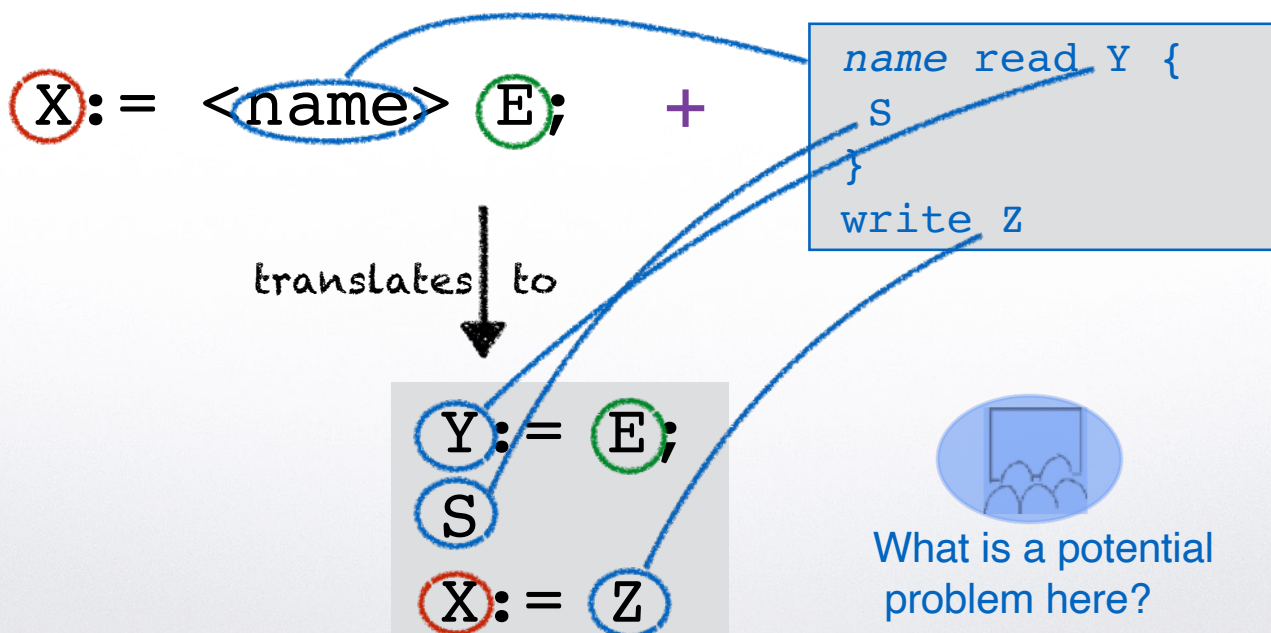 X:= <name> E; +
name read Y {
S
}
write Z
translates to
Y:= E;
S
X:= Z
What is a potential
problem here?